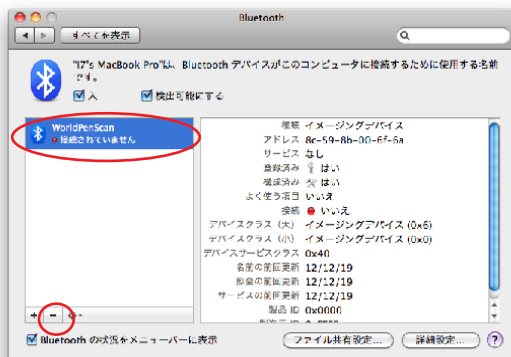 Bluetooth
すべてを表示
"i7's MacBook Pro"は、Bluetooth デバイスがこのコンピュータに接続するために使用する名前
です。
入
検出可能にする
WorldPenScan
接続されていません
種類 イメージングデバイス
アドレス 8c-59-8b-00-6f-6a
サービス なし
登録済み はい
構成済み はい
よく使う項目 いいえ
接続 いいえ
デバイスクラス（大） イメージングデバイス (0x6)
デバイスクラス（小） イメージングデバイス (0x0)
デバイスサービスクラス 0x40
名前の前回更新 12/12/19
照会の前回更新 12/12/19
サービスの前回更新 12/12/19
製品 ID 0x0000
Bluetooth の状況をメニューバーに表示
ファイル共有設定...
詳細設定...
?